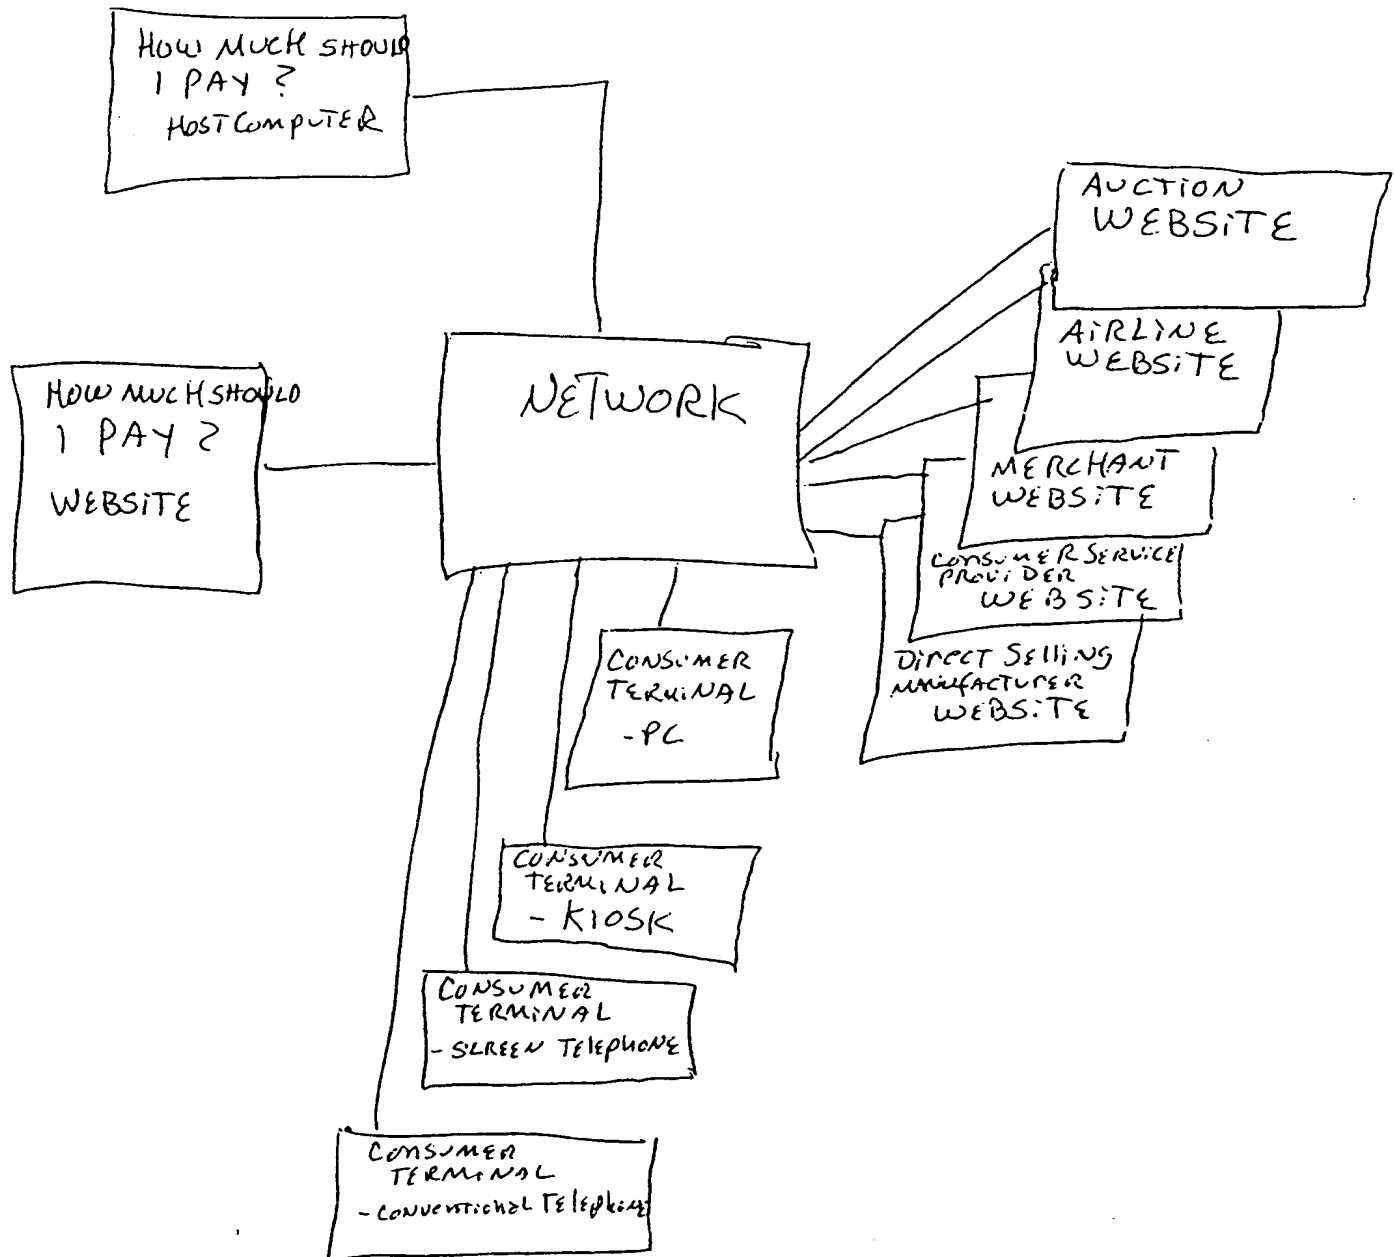 HOW MUCH SHOULD
I PAY ?
HOST COMPUTER
AUCTION
WEBSITE
AIRLINE
WEBSITE
HOW MUCH SHOULD
I PAY ?
WEBSITE
NETWORK
MERCHANT
WEBSITE
CONSUMER SERVICE
PROVIDER
WEBSITE
DIRECT SELLING
MANUFACTURER
WEBSITE
CONSUMER
TERMINAL
- PC
CONSUMER
TERMINAL
- KIOSK
CONSUMER
TERMINAL
- SCREEN TELEPHONE
CONSUMER
TERMINAL
- CONVENTIONAL TELEPHONE